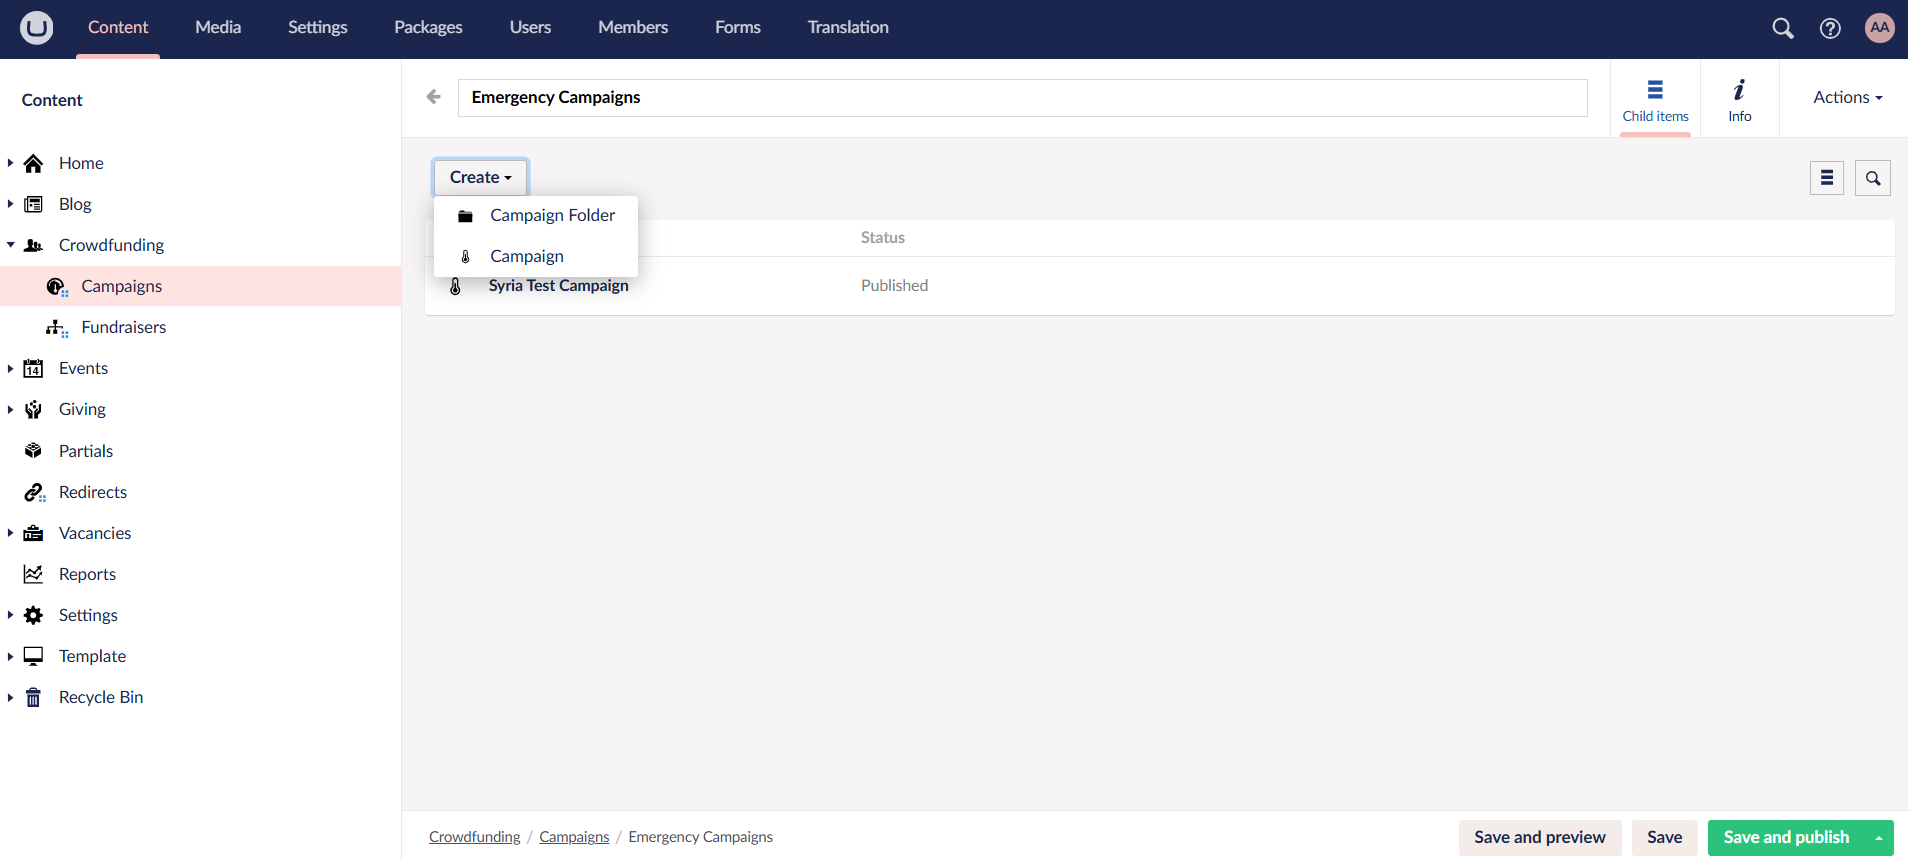 Content Media Settings Packages Users Members Forms Translation AA
Content
Home
Blog
Crowdfunding
Campaigns
Fundraisers
14 Events
Giving
Partials
Redirects
Vacancies
Reports
Settings
Template
Recycle Bin
Emergency Campaigns
Child items
Info
Actions
Create
Campaign Folder
Campaign
Status
Syria Test Campaign Published
Crowdfunding / Campaigns / Emergency Campaigns
Save and preview Save Save and publish